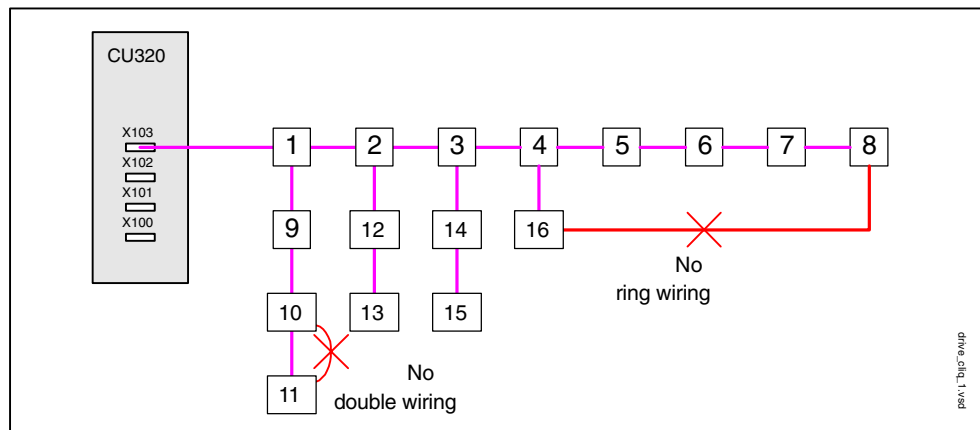 CU320
X103
X102
X101
X100
1 2 3 4 5 6 7 8
9 12 14 16
No
ring wiring
10 13 15
No
double wiring
11
drive_cliq_1.vsd